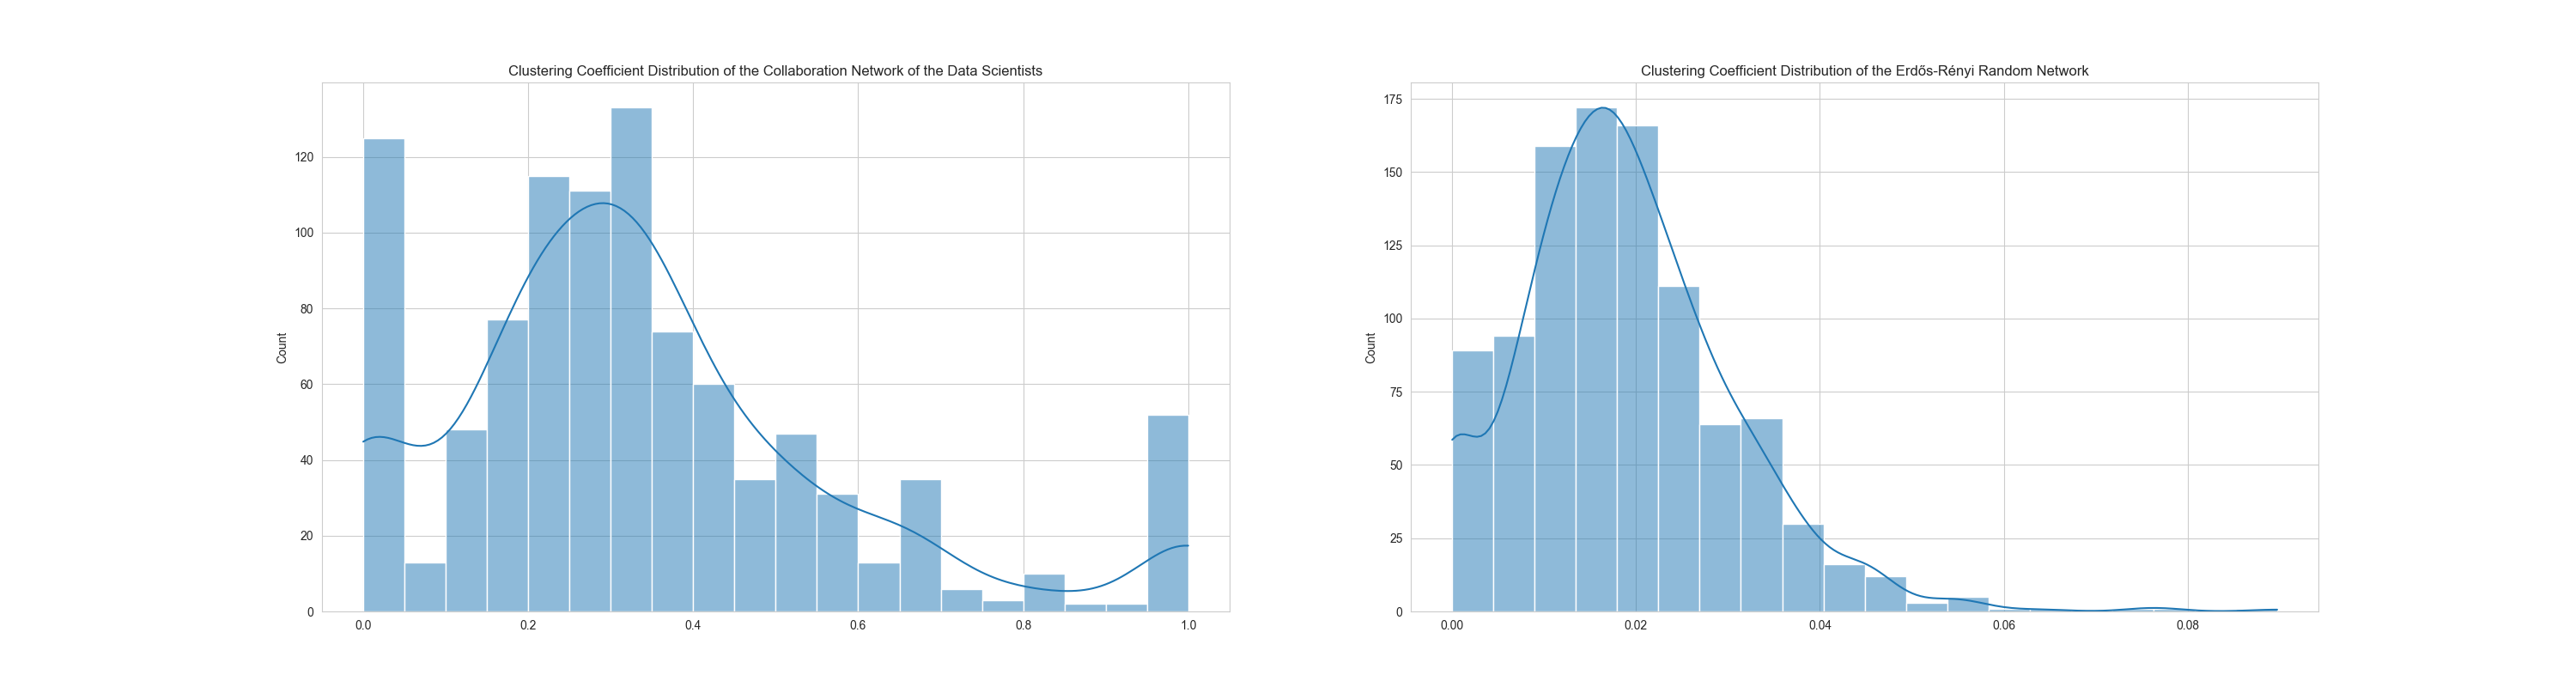 Clustering Coefficient Distribution of the Collaboration Network of the Data Scientists
Count
120
100
80
60
40
20
0
0.0 0.2 0.4 0.6 0.8 1.0
Clustering Coefficient Distribution of the Erdős-Rényi Random Network
Count
175
150
125
100
75
50
25
0
0.00 0.02 0.04 0.06 0.08